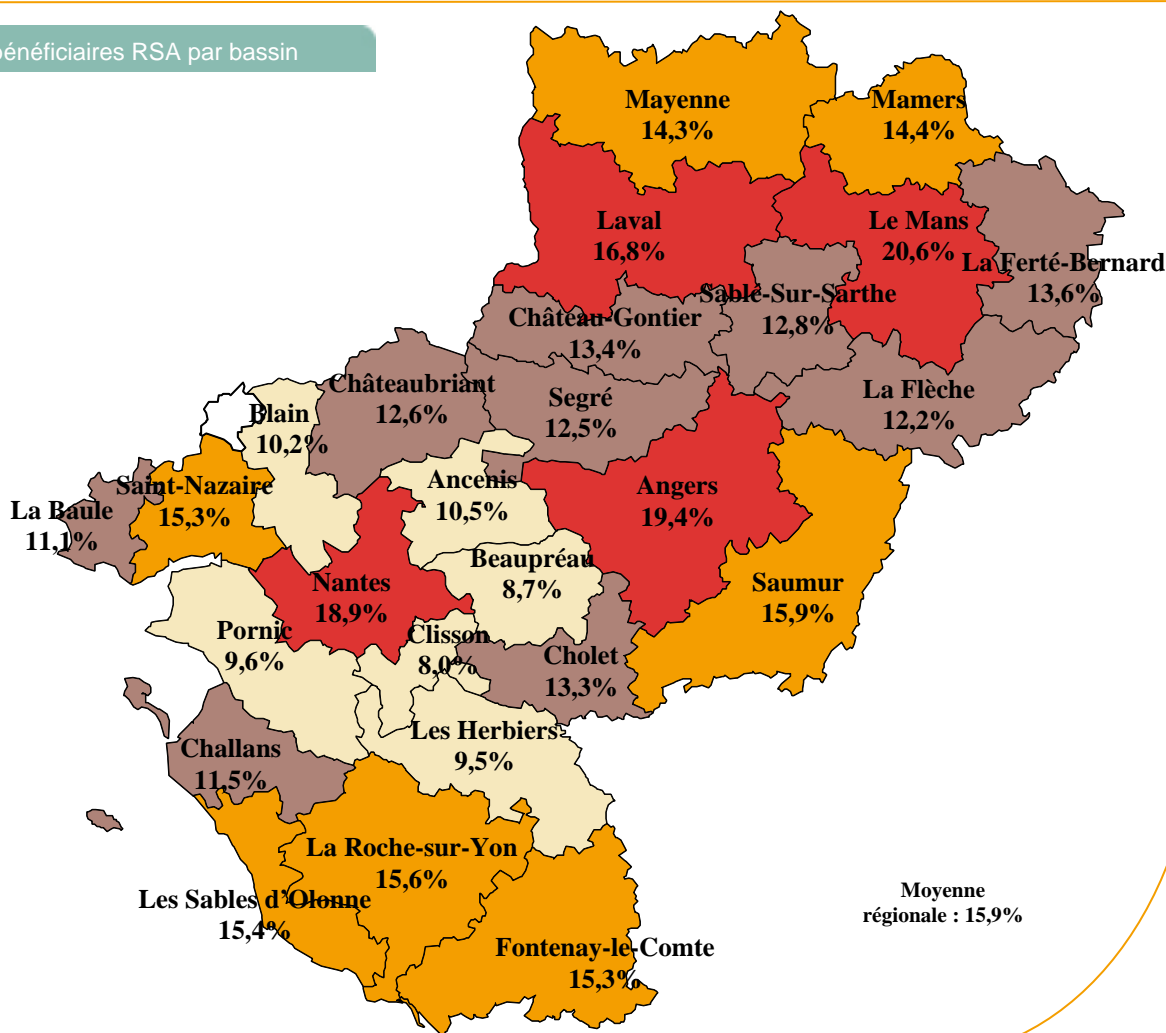 bénéficiaires RSA par bassin
Mayenne
14,3%
Mamers
14,4%
Laval
16,8%
Le Mans
20,6%
La Ferté-Bernard
13,6%
Sablé-Sur-Sarthe
12,8%
Château-Gontier
13,4%
Châteaubriant
12,6%
Segré
12,5%
La Flèche
12,2%
Blain
10,2%
Ancenis
10,5%
Angers
19,4%
Saint-Nazaire
15,3%
La Baule
11,1%
Beaupréau
8,7%
Nantes
18,9%
Saumur
15,9%
Pornic
9,6%
Clisson
8,0%
Cholet
13,3%
Les Herbiers
9,5%
Challans
11,5%
La Roche-sur-Yon
15,6%
Les Sables d’Olonne
15,4%
Moyenne
régionale : 15,9%
Fontenay-le-Comte
15,3%